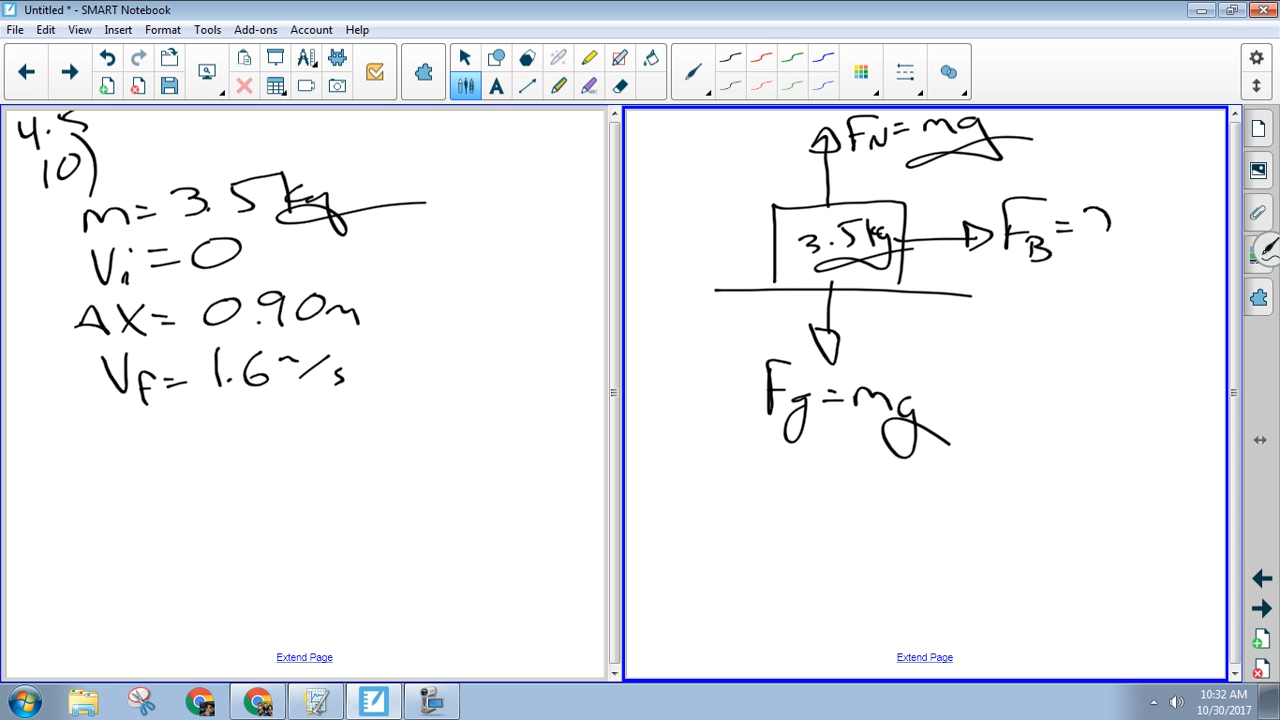 Untitled * - SMART Notebook
File Edit View Insert Format Tools Add-ons Account Help
4.5
10)
m = 3.5 kg
Vi = 0
ΔX = 0.90m
Vf = 1.6 m/s
Extend Page
FN = mg
3.5kg
FB = ?
Fg = mg
Extend Page
10:32 AM
10/30/2017